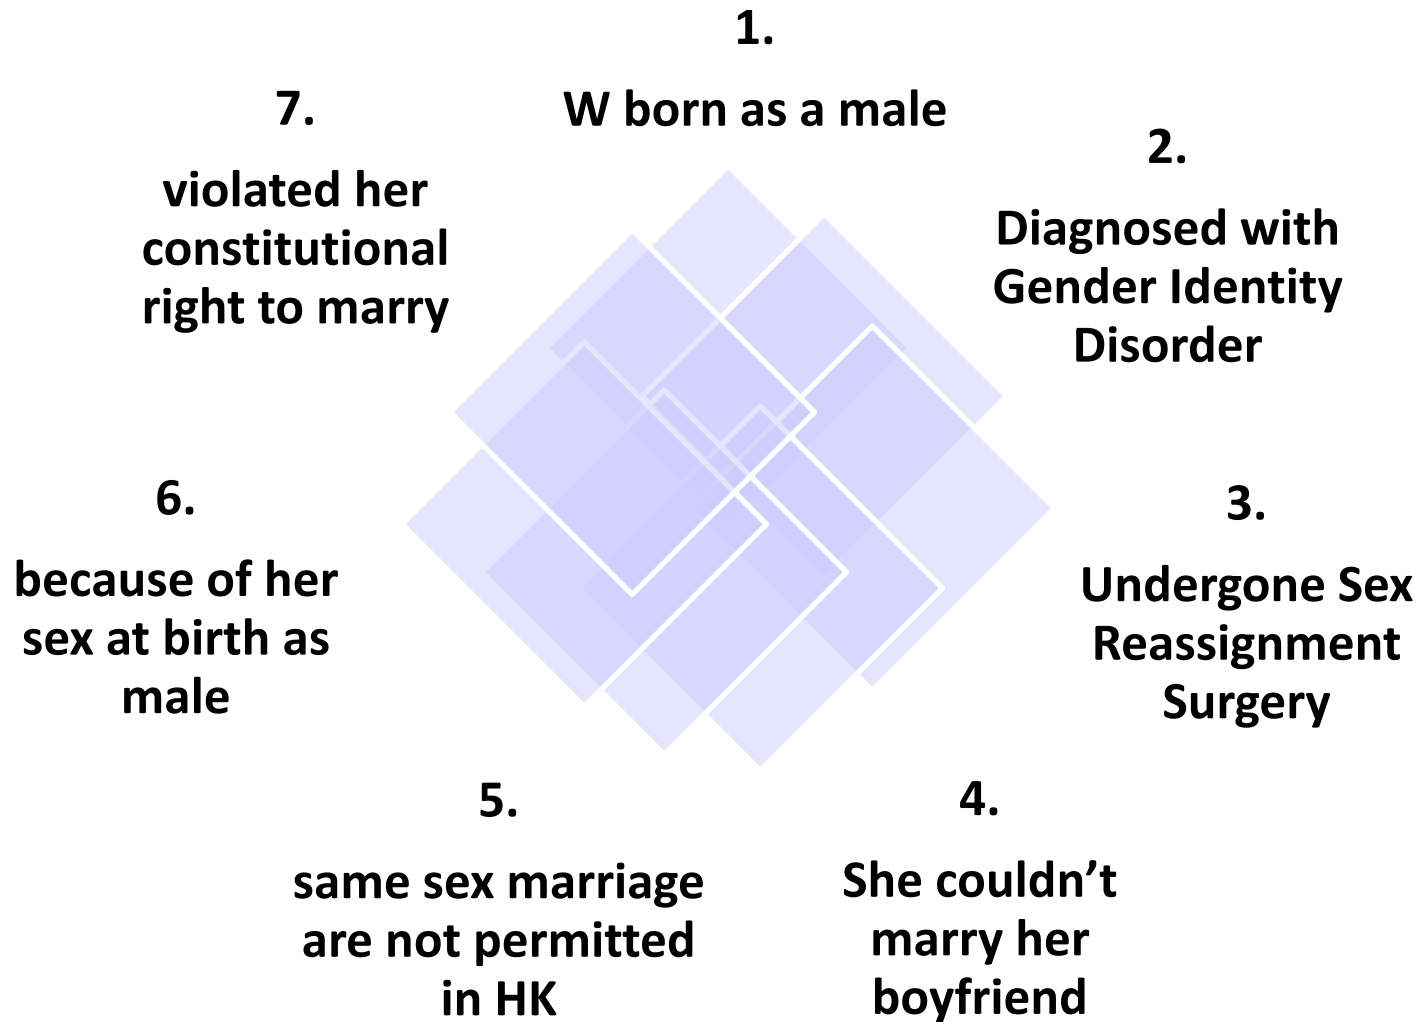 1.
W born as a male
2.
Diagnosed with
Gender Identity
Disorder
3.
Undergone Sex
Reassignment
Surgery
4.
She couldn’t
marry her
boyfriend
5.
same sex marriage
are not permitted
in HK
6.
because of her
sex at birth as
male
7.
violated her
constitutional
right to marry